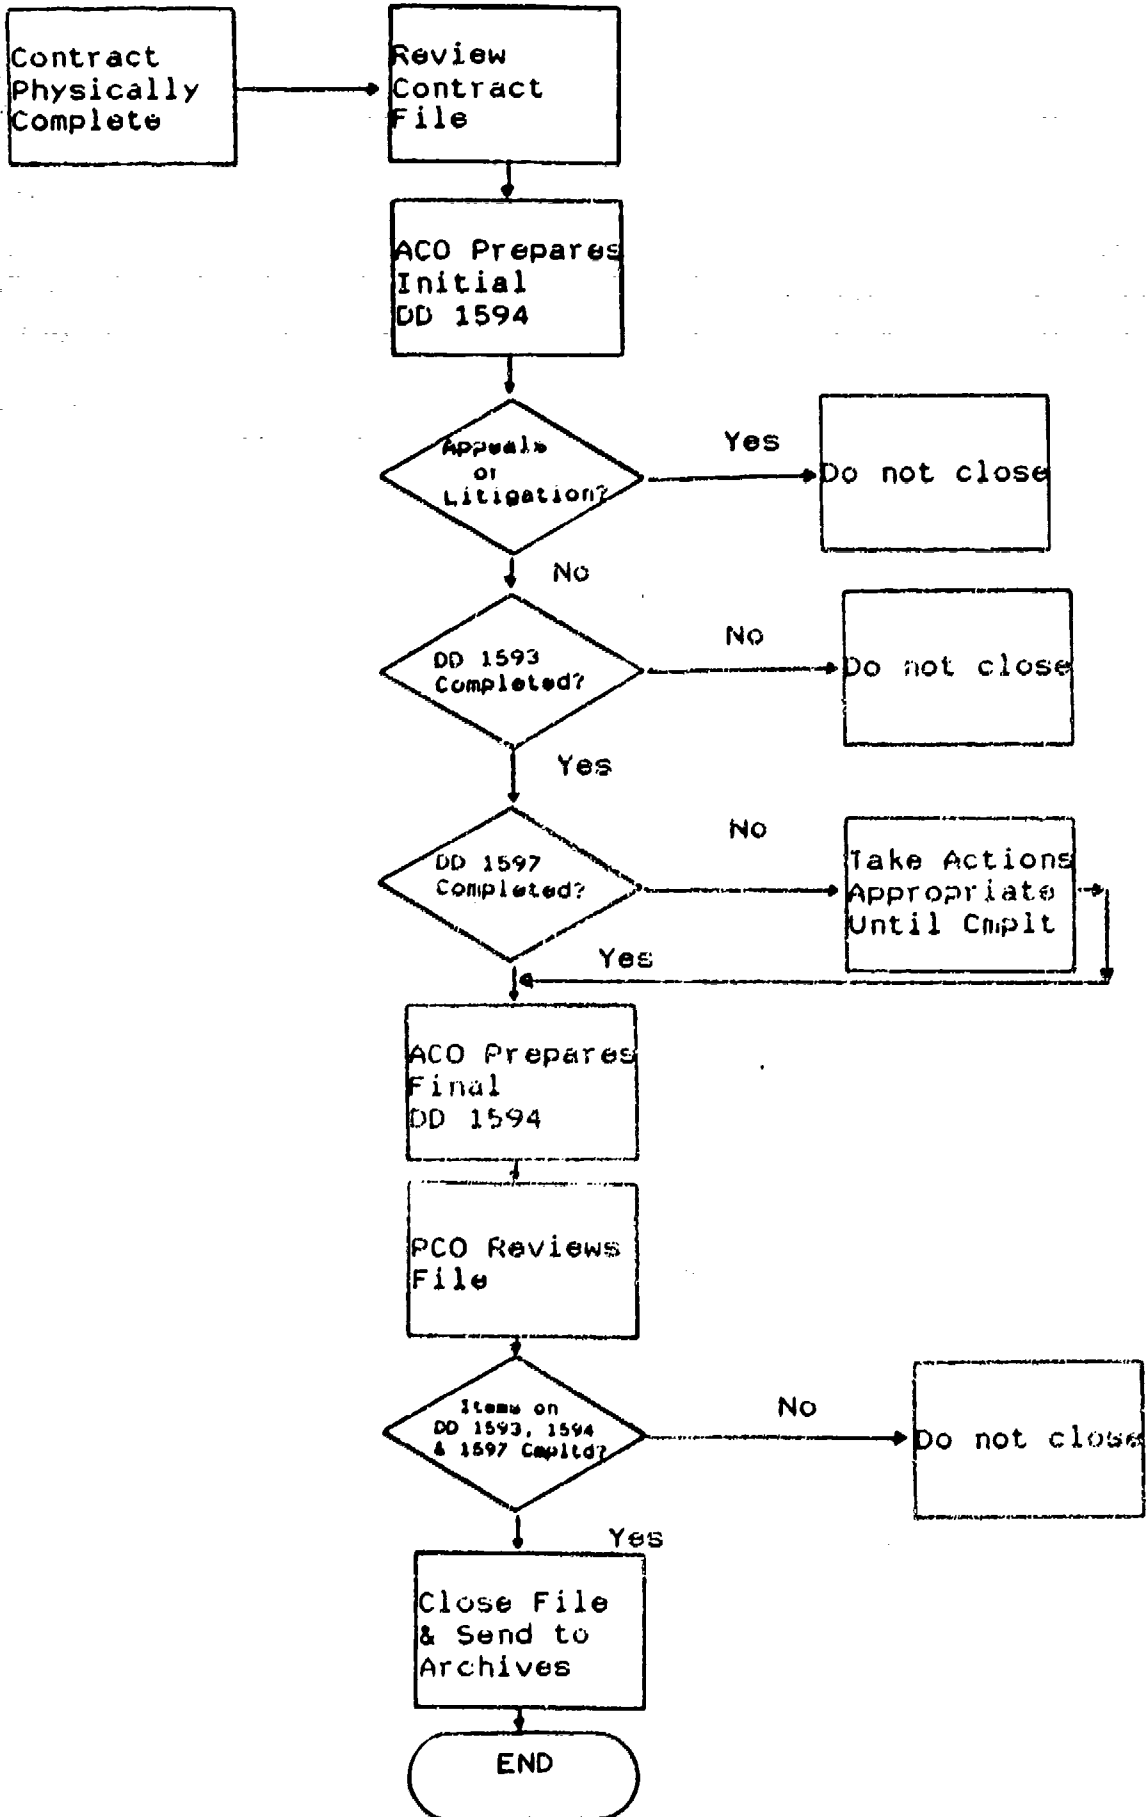 Contract
Physically
Complete
Review
Contract
File
ACO Prepares
Initial
DD 1594
Appeals
or
Litigation?
Yes
Do not close
No
DD 1593
Completed?
No
Do not close
Yes
DD 1597
Completed?
No
Take Actions
Appropriate
Until Cmplt
Yes
ACO Prepares
Final
DD 1594
PCO Reviews
File
Items on
DD 1593, 1594
& 1597 Cmpltd?
No
Do not close
Yes
Close File
& Send to
Archives
END